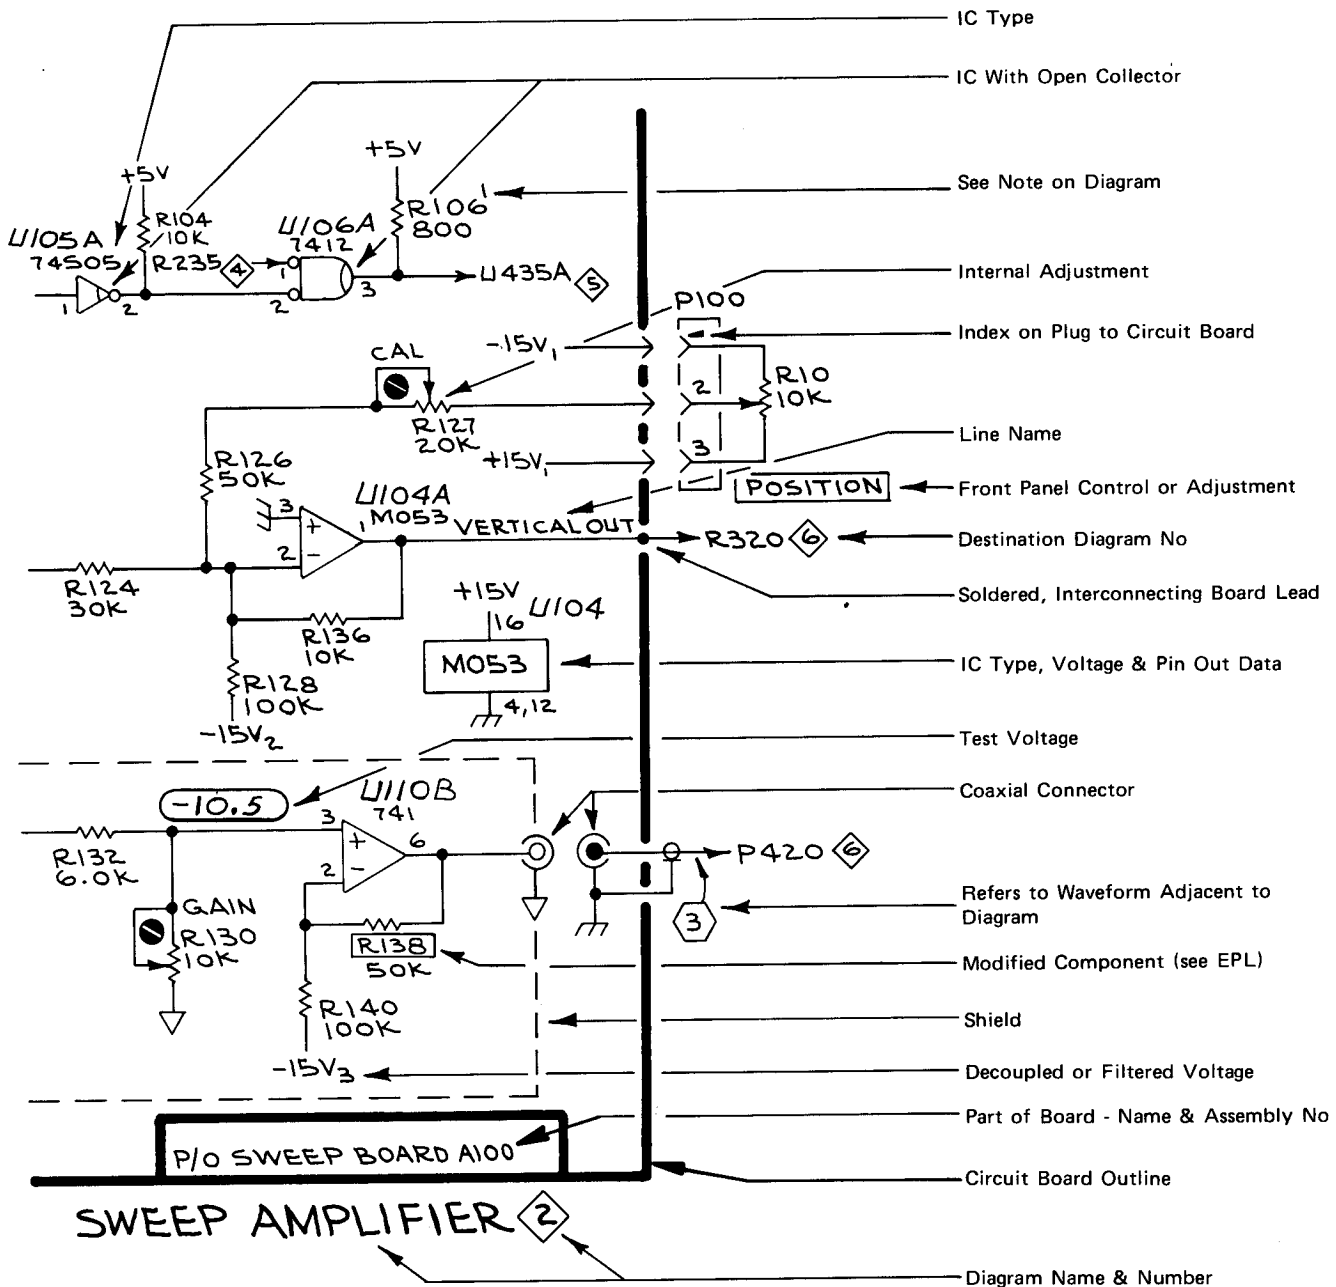 IC Type
IC With Open Collector
+5V
+5V
See Note on Diagram
R104
10K
R106¹
800
U105A
74S05
U106A
7412
R235
4
1
3
U435A
5
1
2
2
Internal Adjustment
P100
Index on Plug to Circuit Board
-15V₁
CAL
2
R10
10K
R127
20K
Line Name
3
+15V₁
R126
50K
POSITION
Front Panel Control or Adjustment
U104A
M053
3
+
1
VERTICAL OUT
R320
6
Destination Diagram No
2
-
R124
30K
Soldered, Interconnecting Board Lead
+15V
16
U104
R136
10K
M053
IC Type, Voltage & Pin Out Data
R128
100K
4,12
-15V₂
Test Voltage
-10.5
U110B
741
Coaxial Connector
3
+
6
R132
6.0K
2
-
P420
6
Refers to Waveform Adjacent to
Diagram
3
GAIN
R130
10K
R138
50K
Modified Component (see EPL)
R140
100K
Shield
-15V₃
Decoupled or Filtered Voltage
Part of Board - Name & Assembly No
P/O SWEEP BOARD A100
Circuit Board Outline
SWEEP AMPLIFIER
2
Diagram Name & Number